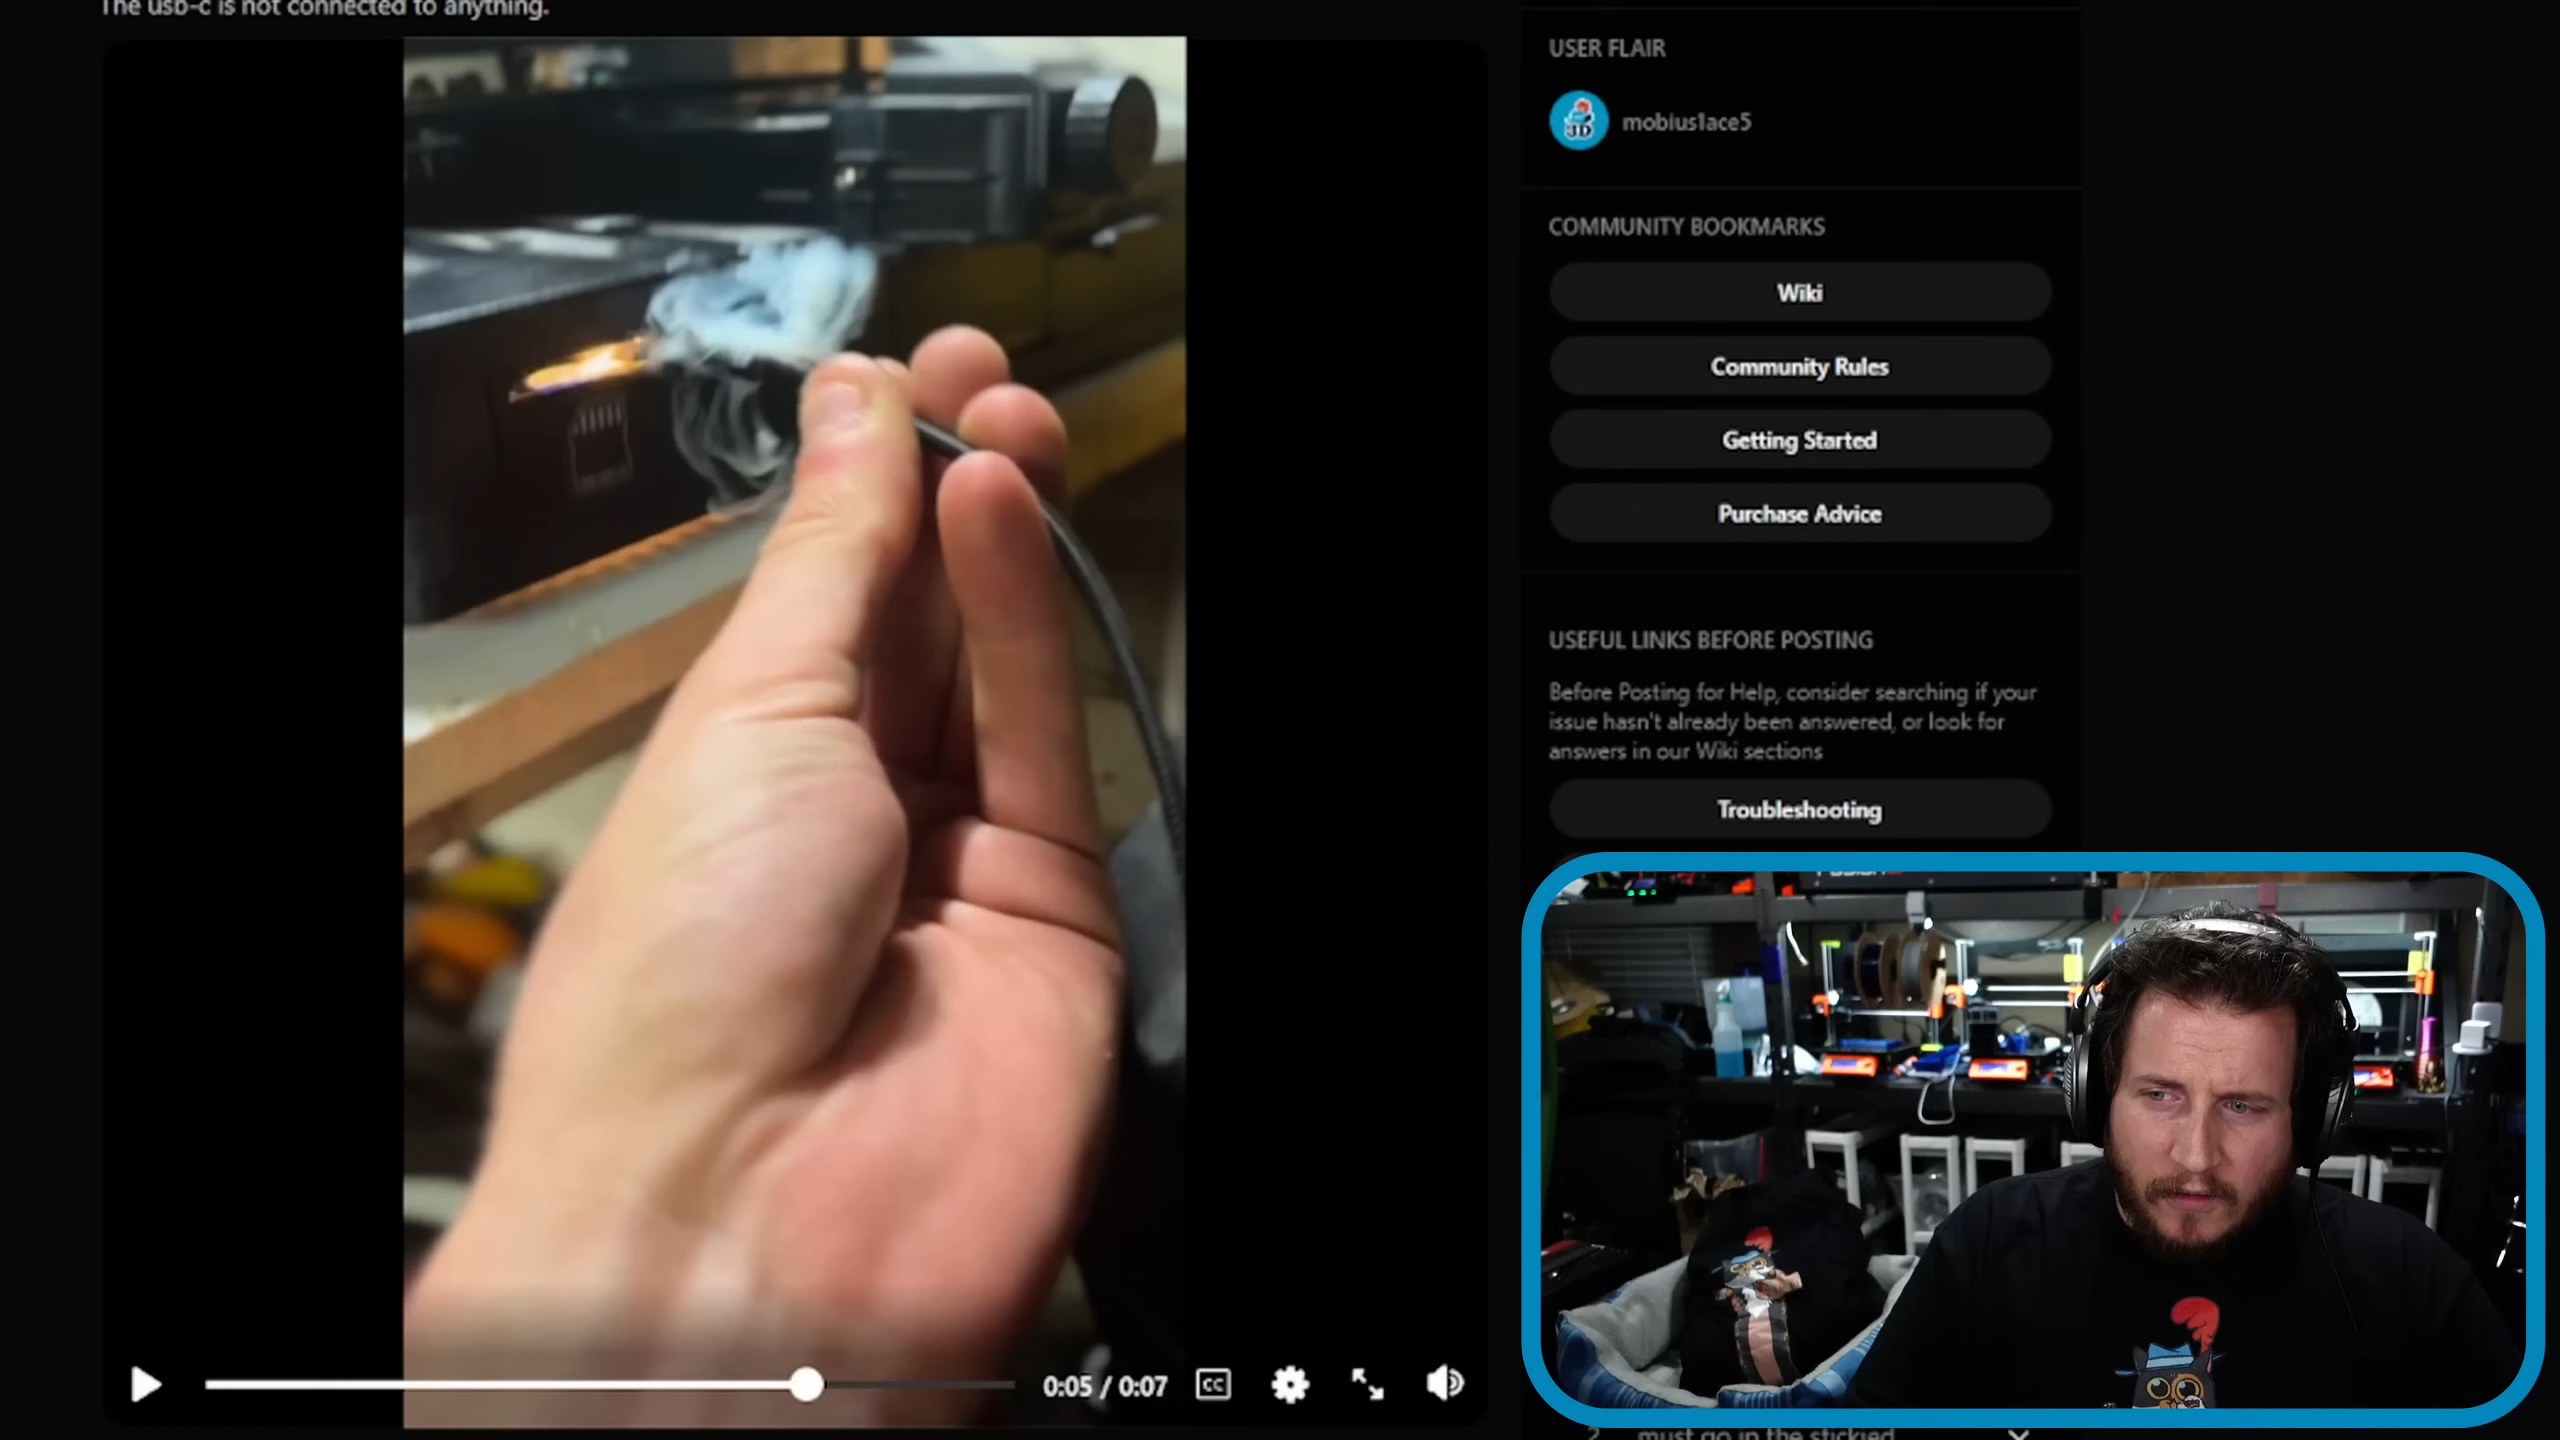 The usb-c is not connected to anything.
USER FLAIR
3D
mobius1ace5
COMMUNITY BOOKMARKS
Wiki
Community Rules
Getting Started
Purchase Advice
USEFUL LINKS BEFORE POSTING
Before Posting for Help, consider searching if your
issue hasn't already been answered, or look for
answers in our Wiki sections
Troubleshooting
0:05 / 0:07
CC
2 must go in the stickied